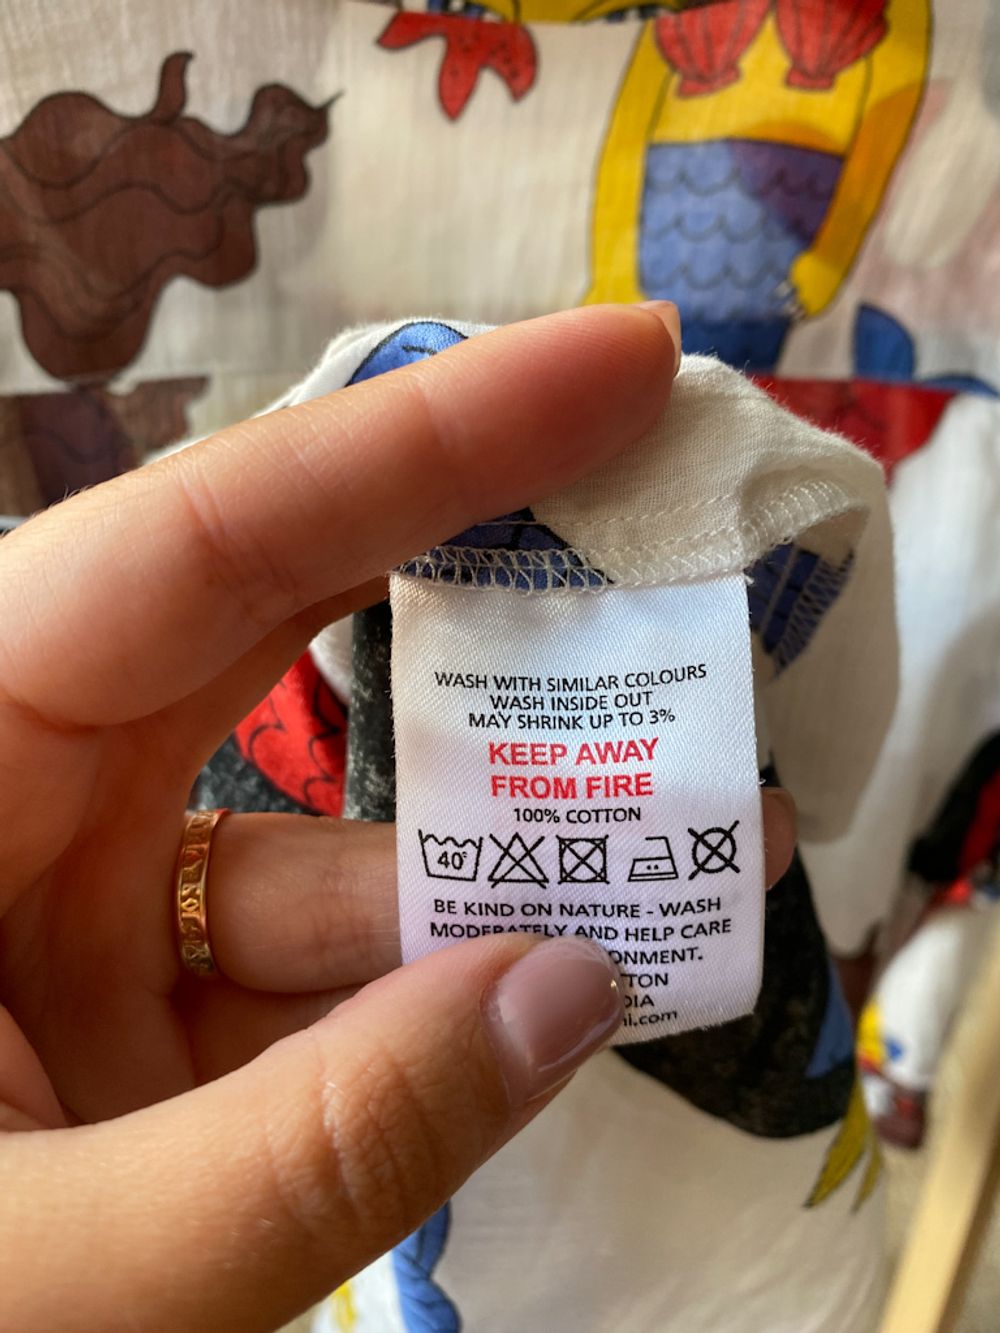 WASH WITH SIMILAR COLOURS
WASH INSIDE OUT
MAY SHRINK UP TO 3%
KEEP AWAY
FROM FIRE
100% COTTON
40°
BE KIND ON NATURE - WASH
MODERATELY AND HELP CARE